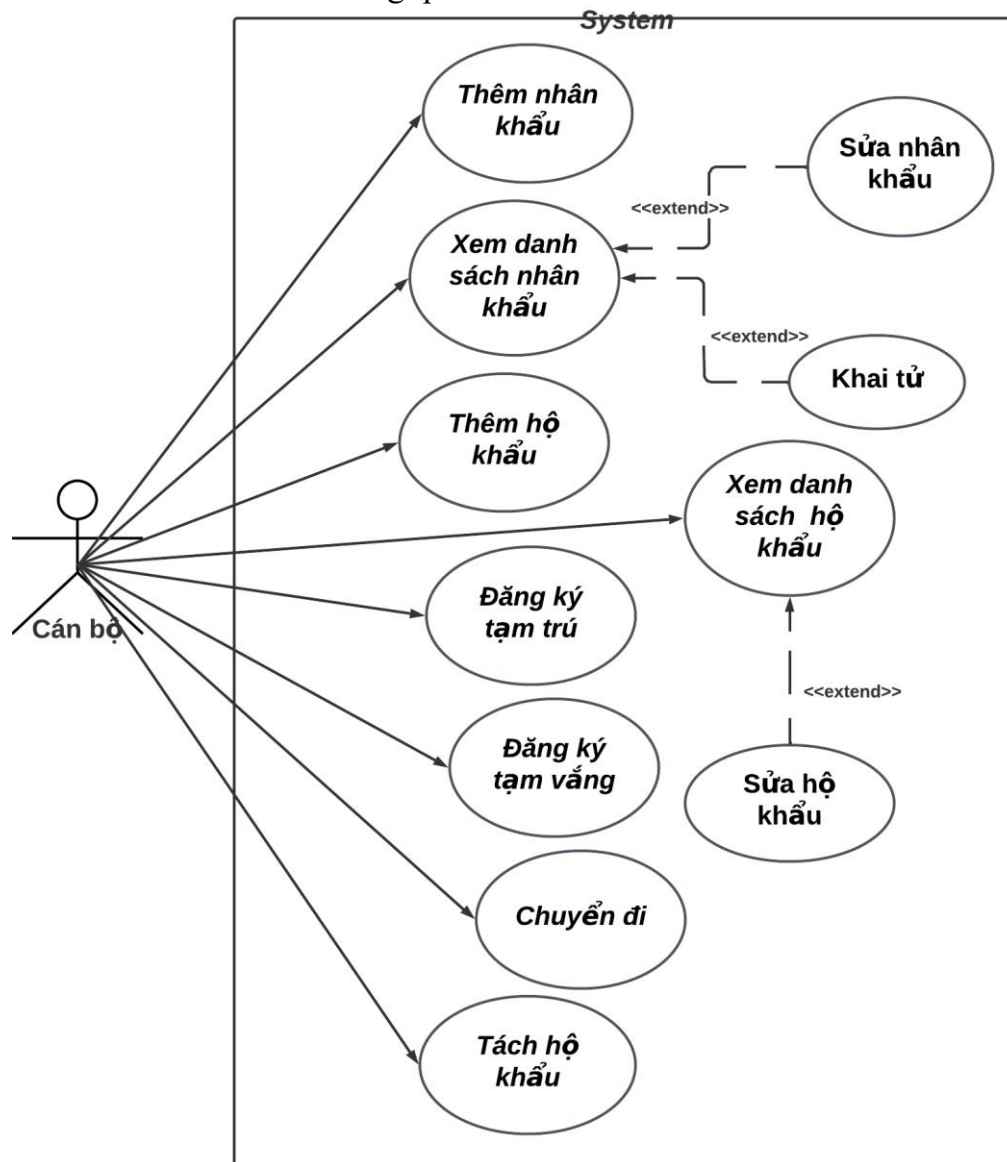 System
Thêm nhân
khẩu
Sửa nhân
khẩu
<<extend>>
Xem danh
sách nhân
khẩu
<<extend>>
Khai tử
Thêm hộ
khẩu
Xem danh
sách hộ
khẩu
Cán bộ
Đăng ký
tạm trú
<<extend>>
Đăng ký
tạm vắng
Sửa hộ
khẩu
Chuyển đi
Tách hộ
khẩu